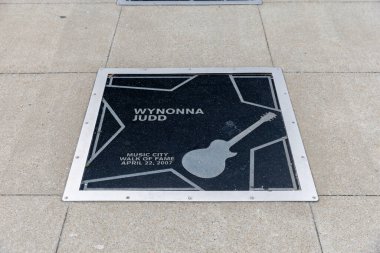 WYNONNA
JUDD
MUSIC CITY
WALK OF FAME
APRIL 22, 2007